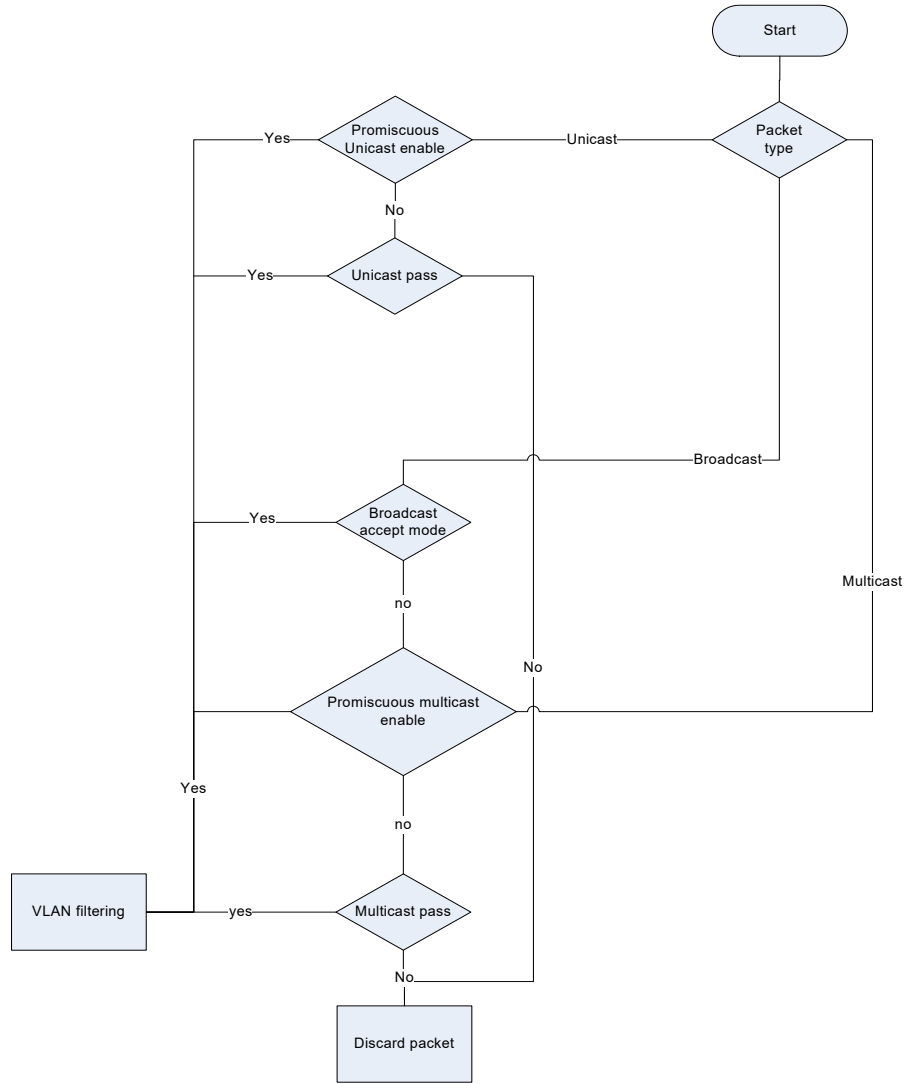 Start
Packet
type
Unicast
Promiscuous
Unicast enable
Yes
No
Unicast pass
Yes
Broadcast
Broadcast
accept mode
Yes
no
Multicast
No
Promiscuous multicast
enable
Yes
no
Multicast pass
yes
VLAN filtering
No
Discard packet